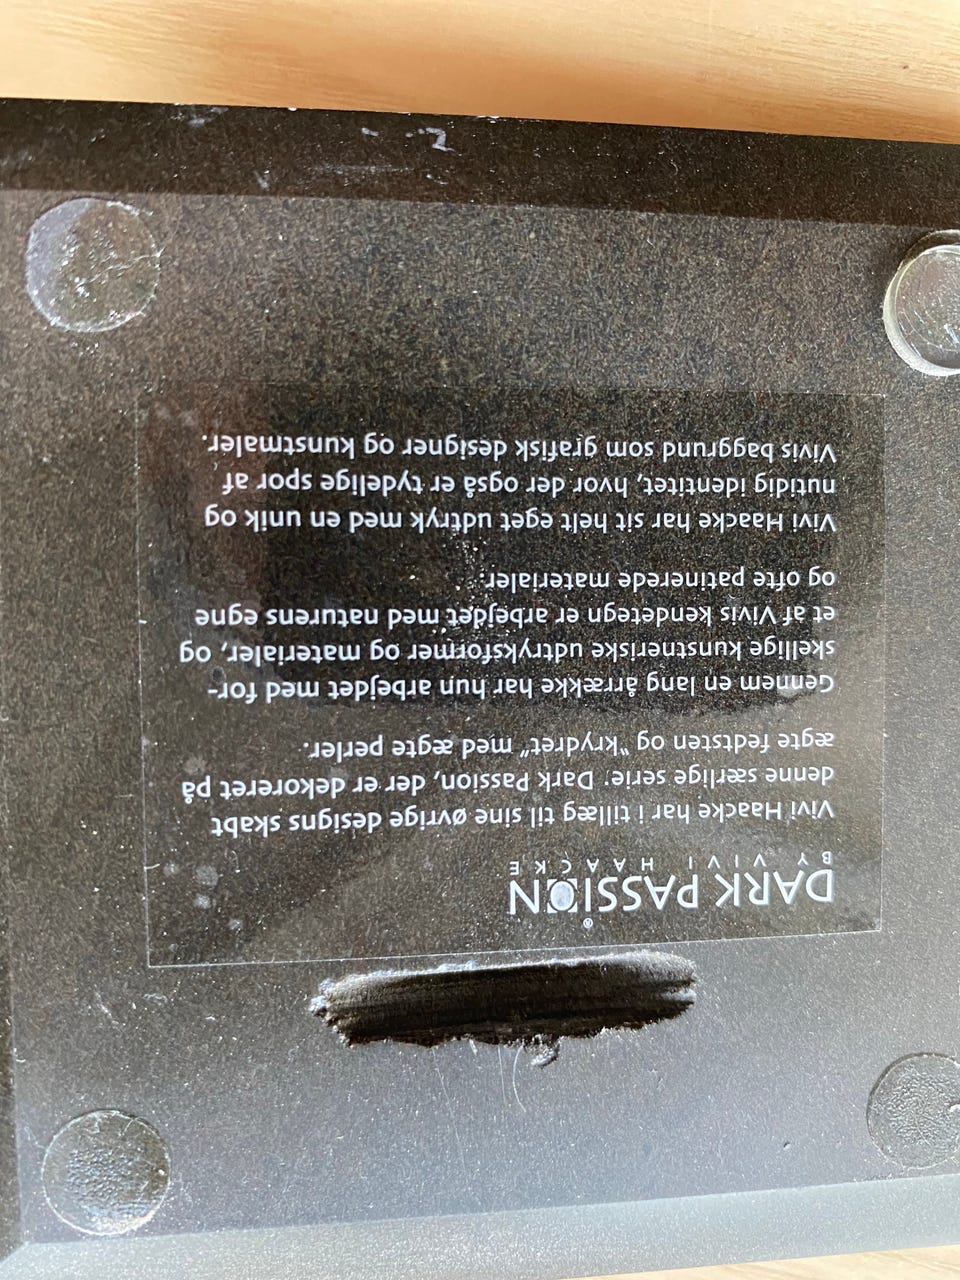 DARK PASSION®
BY VIVI HAACKE
Vivi Haacke har i tillæg til sine øvrige designs skabt
denne særlige serie: Dark Passion, der er dekoreret på
ægte fedtsten og "krydret" med ægte perler.
Gennem en lang årrække har hun arbejdet med for-
skellige kunstneriske udtryksformer og materialer, og
et af Vivis kendetegn er arbejdet med naturens egne
og ofte patinerede materialer.
Vivi Haacke har sit helt eget udtryk med en unik og
nutidig identitet, hvor der også er tydelige spor af
Vivis baggrund som grafisk designer og kunstmaler.